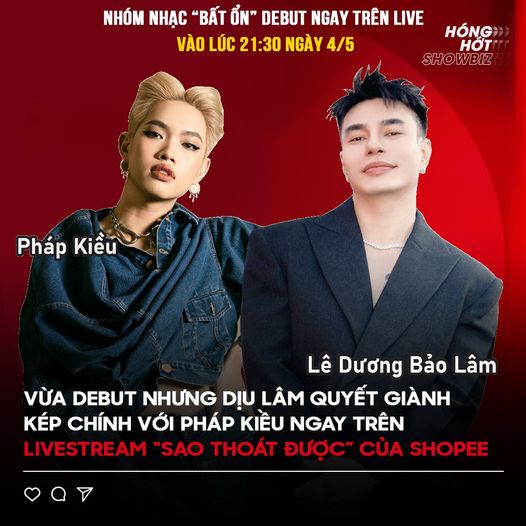 NHÓM NHẠC “BẤT ỔN” DEBUT NGAY TRÊN LIVE
VÀO LÚC 21:30 NGÀY 4/5
HÓNG
HỚT
SHOWBIZ
Pháp Kiều
Lê Dương Bảo Lâm
VỪA DEBUT NHƯNG DỊU LÂM QUYẾT GIÀNH
KÉP CHÍNH VỚI PHÁP KIỀU NGAY TRÊN
LIVESTREAM “SAO THOÁT ĐƯỢC” CỦA SHOPEE